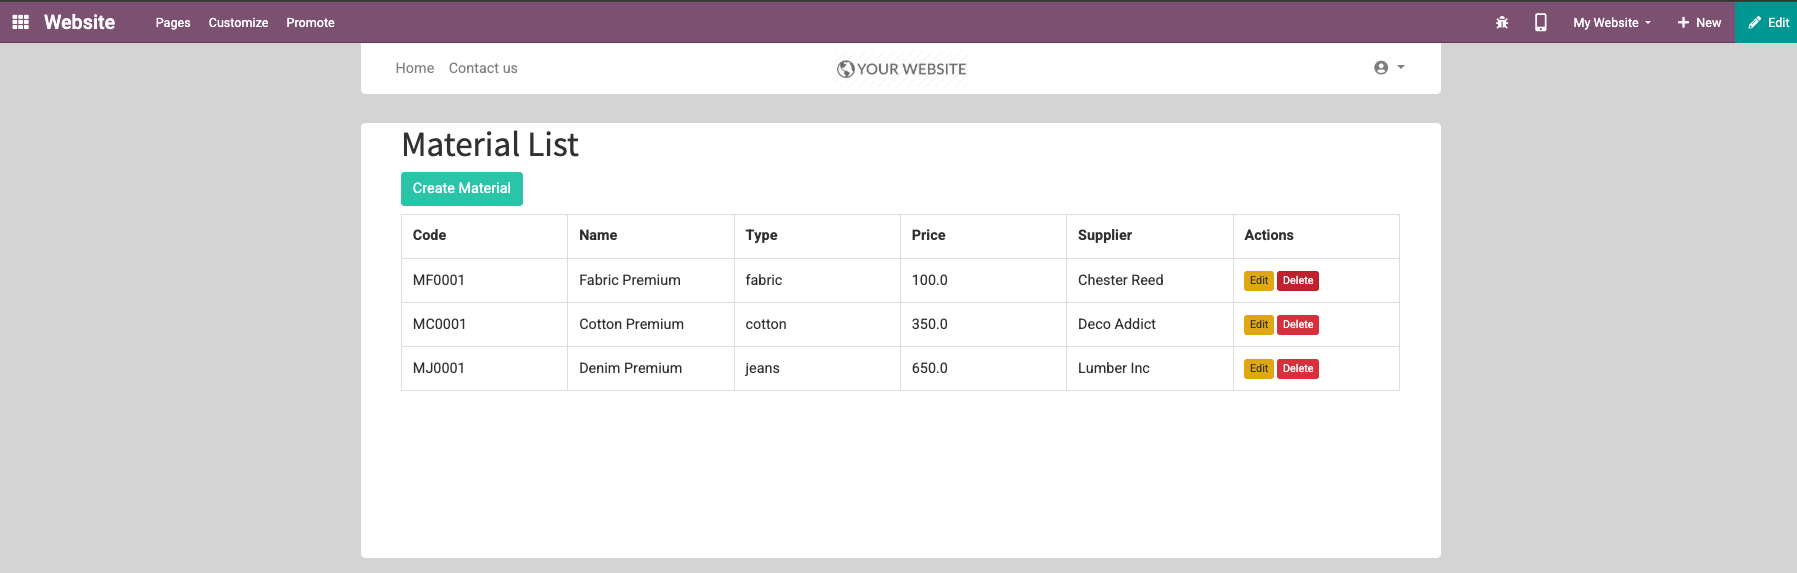 Website Pages Customize Promote My Website New Edit
Home Contact us YOUR WEBSITE
Material List
Create Material
Code Name Type Price Supplier Actions
MF0001 Fabric Premium fabric 100.0 Chester Reed Edit Delete
MC0001 Cotton Premium cotton 350.0 Deco Addict Edit Delete
MJ0001 Denim Premium jeans 650.0 Lumber Inc Edit Delete